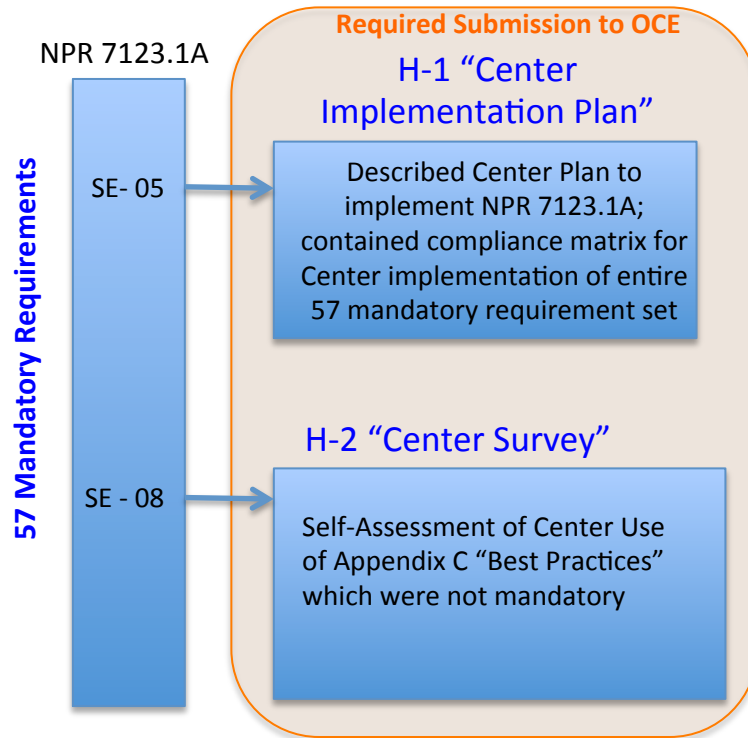 Required Submission to OCE
NPR 7123.1A
H-1 “Center
Implementation Plan”
57 Mandatory Requirements
SE- 05
Described Center Plan to
implement NPR 7123.1A;
contained compliance matrix for
Center implementation of entire
57 mandatory requirement set
H-2 “Center Survey”
SE - 08
Self-Assessment of Center Use
of Appendix C “Best Practices”
which were not mandatory